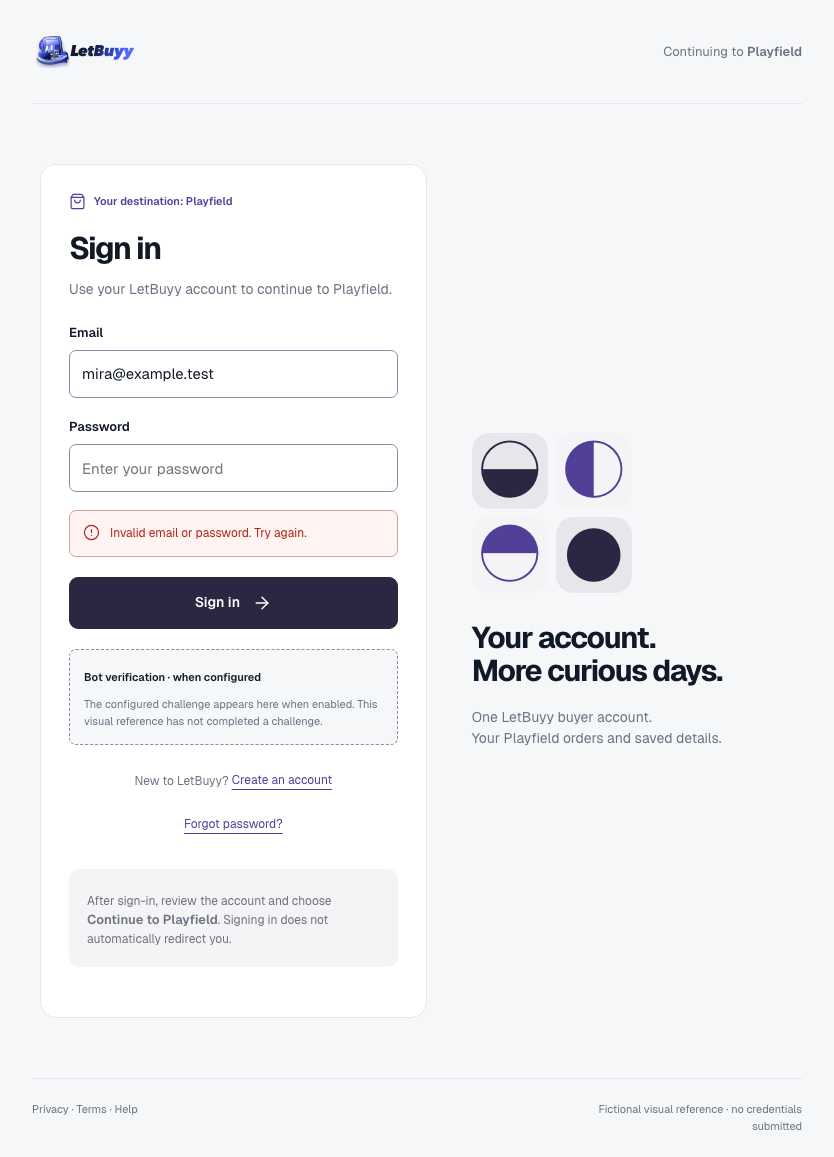 LetBuyy
Continuing to Playfield
Your destination: Playfield
Sign in
Use your LetBuyy account to continue to Playfield.
Email
mira@example.test
Password
Enter your password
Invalid email or password. Try again.
Sign in
Bot verification · when configured
The configured challenge appears here when enabled. This
visual reference has not completed a challenge.
New to LetBuyy? Create an account
Forgot password?
After sign-in, review the account and choose
Continue to Playfield. Signing in does not
automatically redirect you.
Your account.
More curious days.
One LetBuyy buyer account.
Your Playfield orders and saved details.
Privacy · Terms · Help
Fictional visual reference · no credentials
submitted